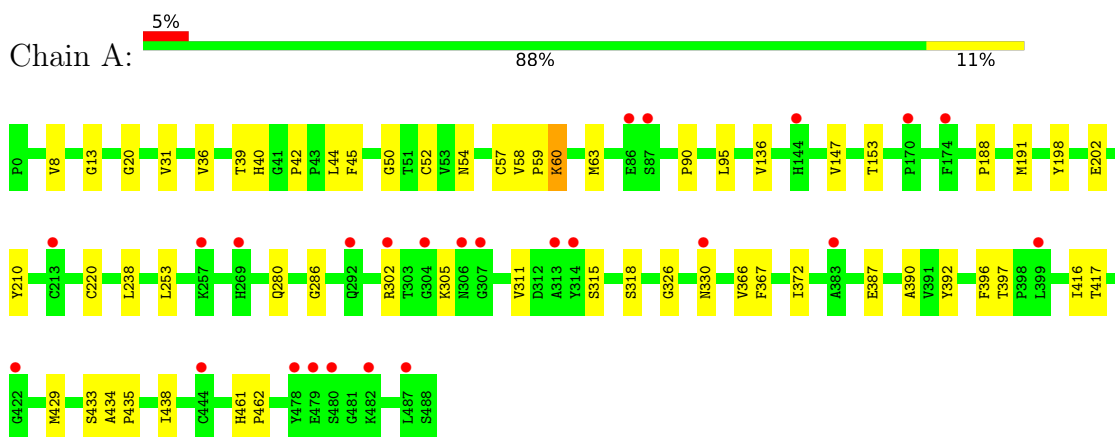 5%
Chain A:
88% 11%
P0 V8 G13 G20 V31 V36 T39 H40 G41 P42 P43 L44 F45 G50 T51 C52 V53 N54 C57 V58 P59 K60 M63 E86 S87 P90 L95 V136 H144 V147 T153 P170 F174 P188 M191 Y198 E202
Y210 C213 C220 L238 L253 K257 H269 Q280 G286 Q292 R302 T303 G304 K305 N306 G307 V311 D312 A313 Y314 S315 S318 G326 N330 V366 F367 I372 A383 E387 A390 V391 Y392 F396 T397 P398 L399 I416 T417
G422 M429 S433 A434 P435 I438 C444 H461 P462 Y478 E479 S480 G481 K482 L487 S488